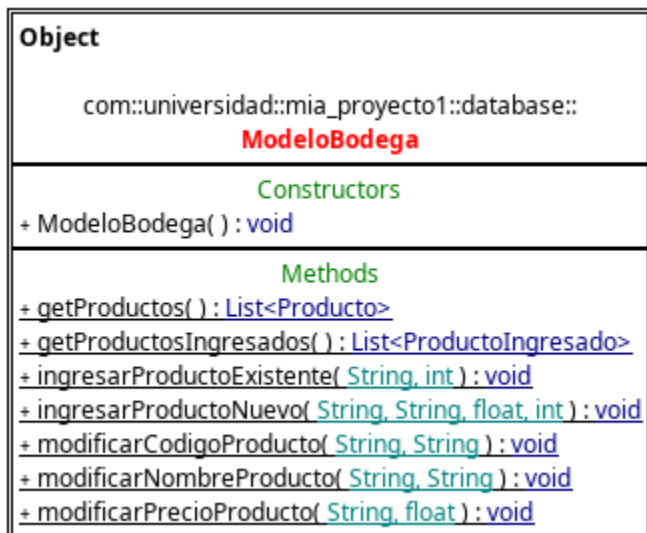 Object
com::universidad::mia_proyecto1::database::
ModeloBodega
Constructors
+ ModeloBodega( ) : void
Methods
+ getProductos( ) : List<Producto>
+ getProductosIngresados( ) : List<ProductoIngresado>
+ ingresarProductoExistente( String, int ) : void
+ ingresarProductoNuevo( String, String, float, int ) : void
+ modificarCodigoProducto( String, String ) : void
+ modificarNombreProducto( String, String ) : void
+ modificarPrecioProducto( String, float ) : void